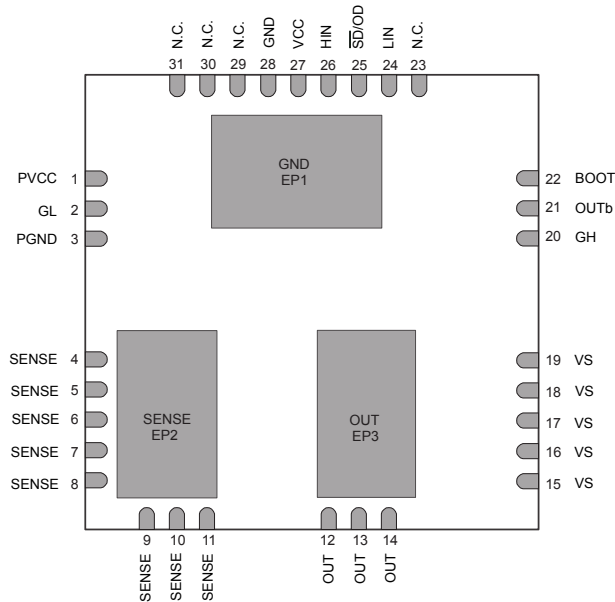 N.C. N.C. N.C. GND VCC HIN S̅D̅/OD LIN N.C.
31 30 29 28 27 26 25 24 23
GND
EP1
PVCC 1
GL 2
PGND 3
22 BOOT
21 OUTb
20 GH
SENSE 4
SENSE 5
SENSE 6
SENSE 7
SENSE 8
SENSE
EP2
OUT
EP3
19 VS
18 VS
17 VS
16 VS
15 VS
9 10 11 12 13 14
SENSE SENSE SENSE OUT OUT OUT